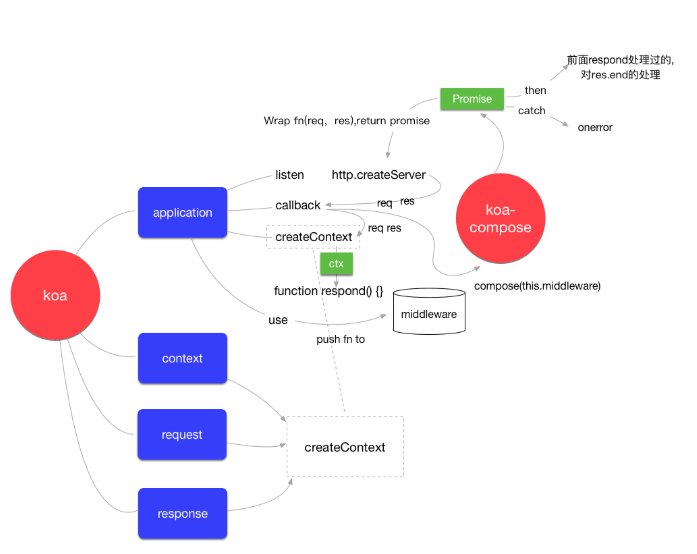 前面respond处理过的,
对res.end的处理
then
Promise
catch
onerror
Wrap fn(req，res),return promise
listen
http.createServer
application
callback
req
res
koa-
compose
req res
createContext
ctx
koa
function respond() {}
compose(this.middleware)
use
middleware
push fn to
context
request
createContext
response